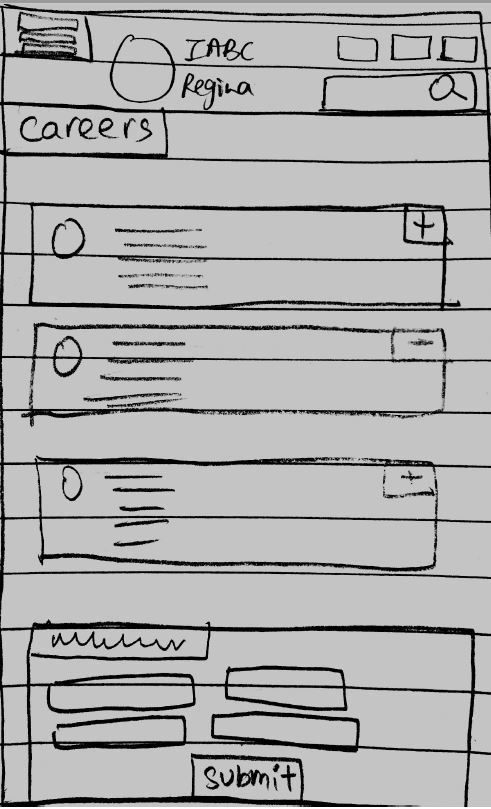 IABC
Regina
careers
+
+
+
submit